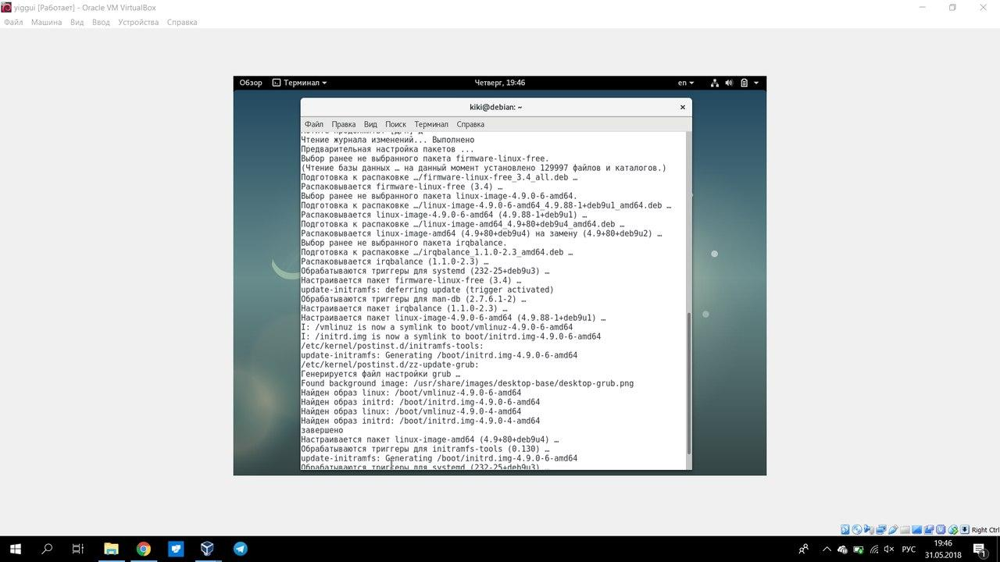 yiggui [Работает] - Oracle VM VirtualBox
Файл Машина Вид Ввод Устройства Справка
Обзор Терминал Четверг, 19:46 en
kiki@debian: ~
Файл Правка Вид Поиск Терминал Справка
Чтение журнала изменений... Выполнено
Предварительная настройка пакетов ...
Выбор ранее не выбранного пакета firmware-linux-free.
(Чтение базы данных … на данный момент установлено 129997 файлов и каталогов.)
Подготовка к распаковке …/firmware-linux-free_3.4_all.deb …
Распаковывается firmware-linux-free (3.4) …
Выбор ранее не выбранного пакета linux-image-4.9.0-6-amd64.
Подготовка к распаковке …/linux-image-4.9.0-6-amd64_4.9.88-1+deb9u1_amd64.deb …
Распаковывается linux-image-4.9.0-6-amd64 (4.9.88-1+deb9u1) …
Подготовка к распаковке …/linux-image-amd64_4.9+80+deb9u4_amd64.deb …
Распаковывается linux-image-amd64 (4.9+80+deb9u4) на замену (4.9+80+deb9u2) …
Выбор ранее не выбранного пакета irqbalance.
Подготовка к распаковке …/irqbalance_1.1.0-2.3_amd64.deb …
Распаковывается irqbalance (1.1.0-2.3) …
Обрабатываются триггеры для systemd (232-25+deb9u3) …
Настраивается пакет firmware-linux-free (3.4) …
update-initramfs: deferring update (trigger activated)
Обрабатываются триггеры для man-db (2.7.6.1-2) …
Настраивается пакет irqbalance (1.1.0-2.3) …
Настраивается пакет linux-image-4.9.0-6-amd64 (4.9.88-1+deb9u1) …
I: /vmlinuz is now a symlink to boot/vmlinuz-4.9.0-6-amd64
I: /initrd.img is now a symlink to boot/initrd.img-4.9.0-6-amd64
/etc/kernel/postinst.d/initramfs-tools:
update-initramfs: Generating /boot/initrd.img-4.9.0-6-amd64
/etc/kernel/postinst.d/zz-update-grub:
Генерируется файл настройки grub …
Found background image: /usr/share/images/desktop-base/desktop-grub.png
Найден образ linux: /boot/vmlinuz-4.9.0-6-amd64
Найден образ initrd: /boot/initrd.img-4.9.0-6-amd64
Найден образ linux: /boot/vmlinuz-4.9.0-4-amd64
Найден образ initrd: /boot/initrd.img-4.9.0-4-amd64
завершено
Настраивается пакет linux-image-amd64 (4.9+80+deb9u4) …
Обрабатываются триггеры для initramfs-tools (0.130) …
update-initramfs: Generating /boot/initrd.img-4.9.0-6-amd64
Обрабатываются триггеры для systemd (232-25+deb9u3) …
Right Ctrl
РУС
19:46
31.05.2018